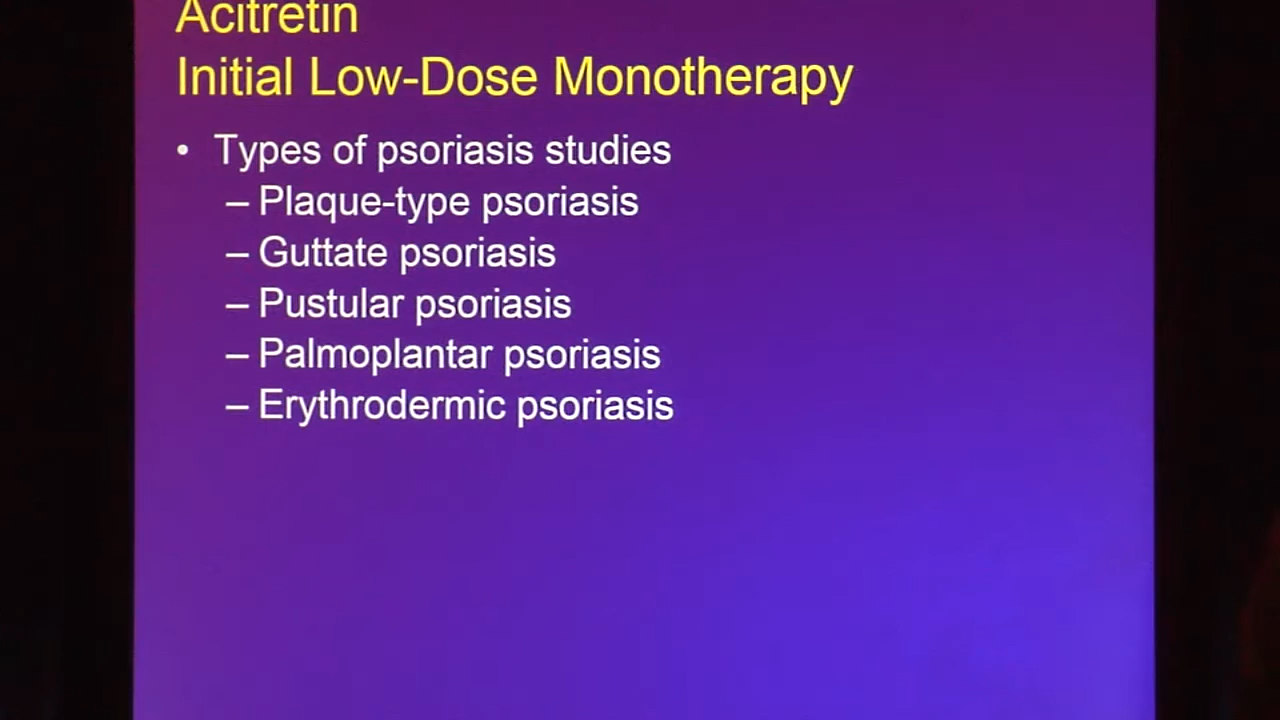 Acitretin
Initial Low-Dose Monotherapy
• Types of psoriasis studies
– Plaque-type psoriasis
– Guttate psoriasis
– Pustular psoriasis
– Palmoplantar psoriasis
– Erythrodermic psoriasis